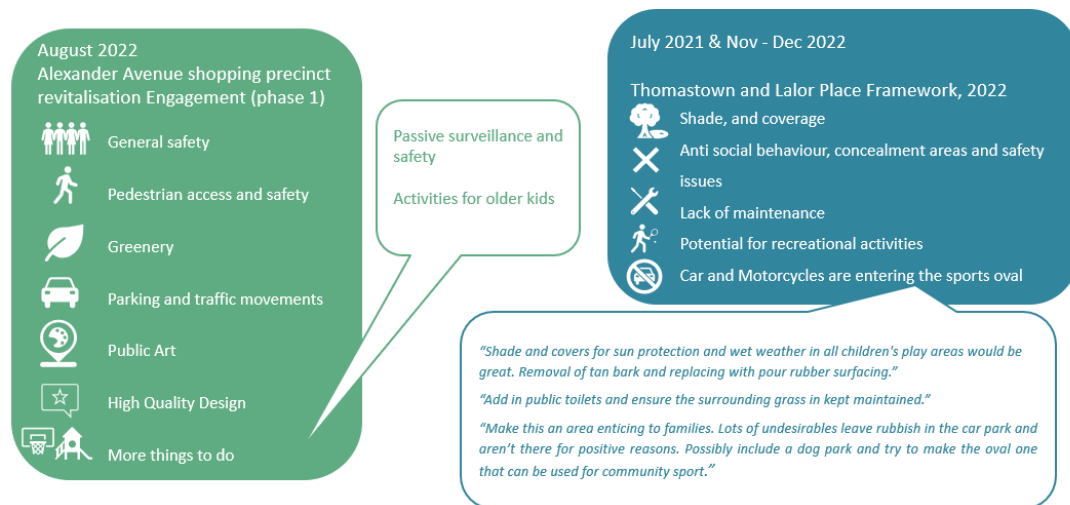 August 2022
Alexander Avenue shopping precinct
revitalisation Engagement (phase 1)
General safety
Pedestrian access and safety
Greenery
Parking and traffic movements
Public Art
High Quality Design
More things to do
Passive surveillance and
safety
Activities for older kids
July 2021 & Nov - Dec 2022
Thomastown and Lalor Place Framework, 2022
Shade, and coverage
Anti social behaviour, concealment areas and safety
issues
Lack of maintenance
Potential for recreational activities
Car and Motorcycles are entering the sports oval
“Shade and covers for sun protection and wet weather in all children's play areas would be
great. Removal of tan bark and replacing with pour rubber surfacing.”
“Add in public toilets and ensure the surrounding grass in kept maintained.”
“Make this an area enticing to families. Lots of undesirables leave rubbish in the car park and
aren’t there for positive reasons. Possibly include a dog park and try to make the oval one
that can be used for community sport.”